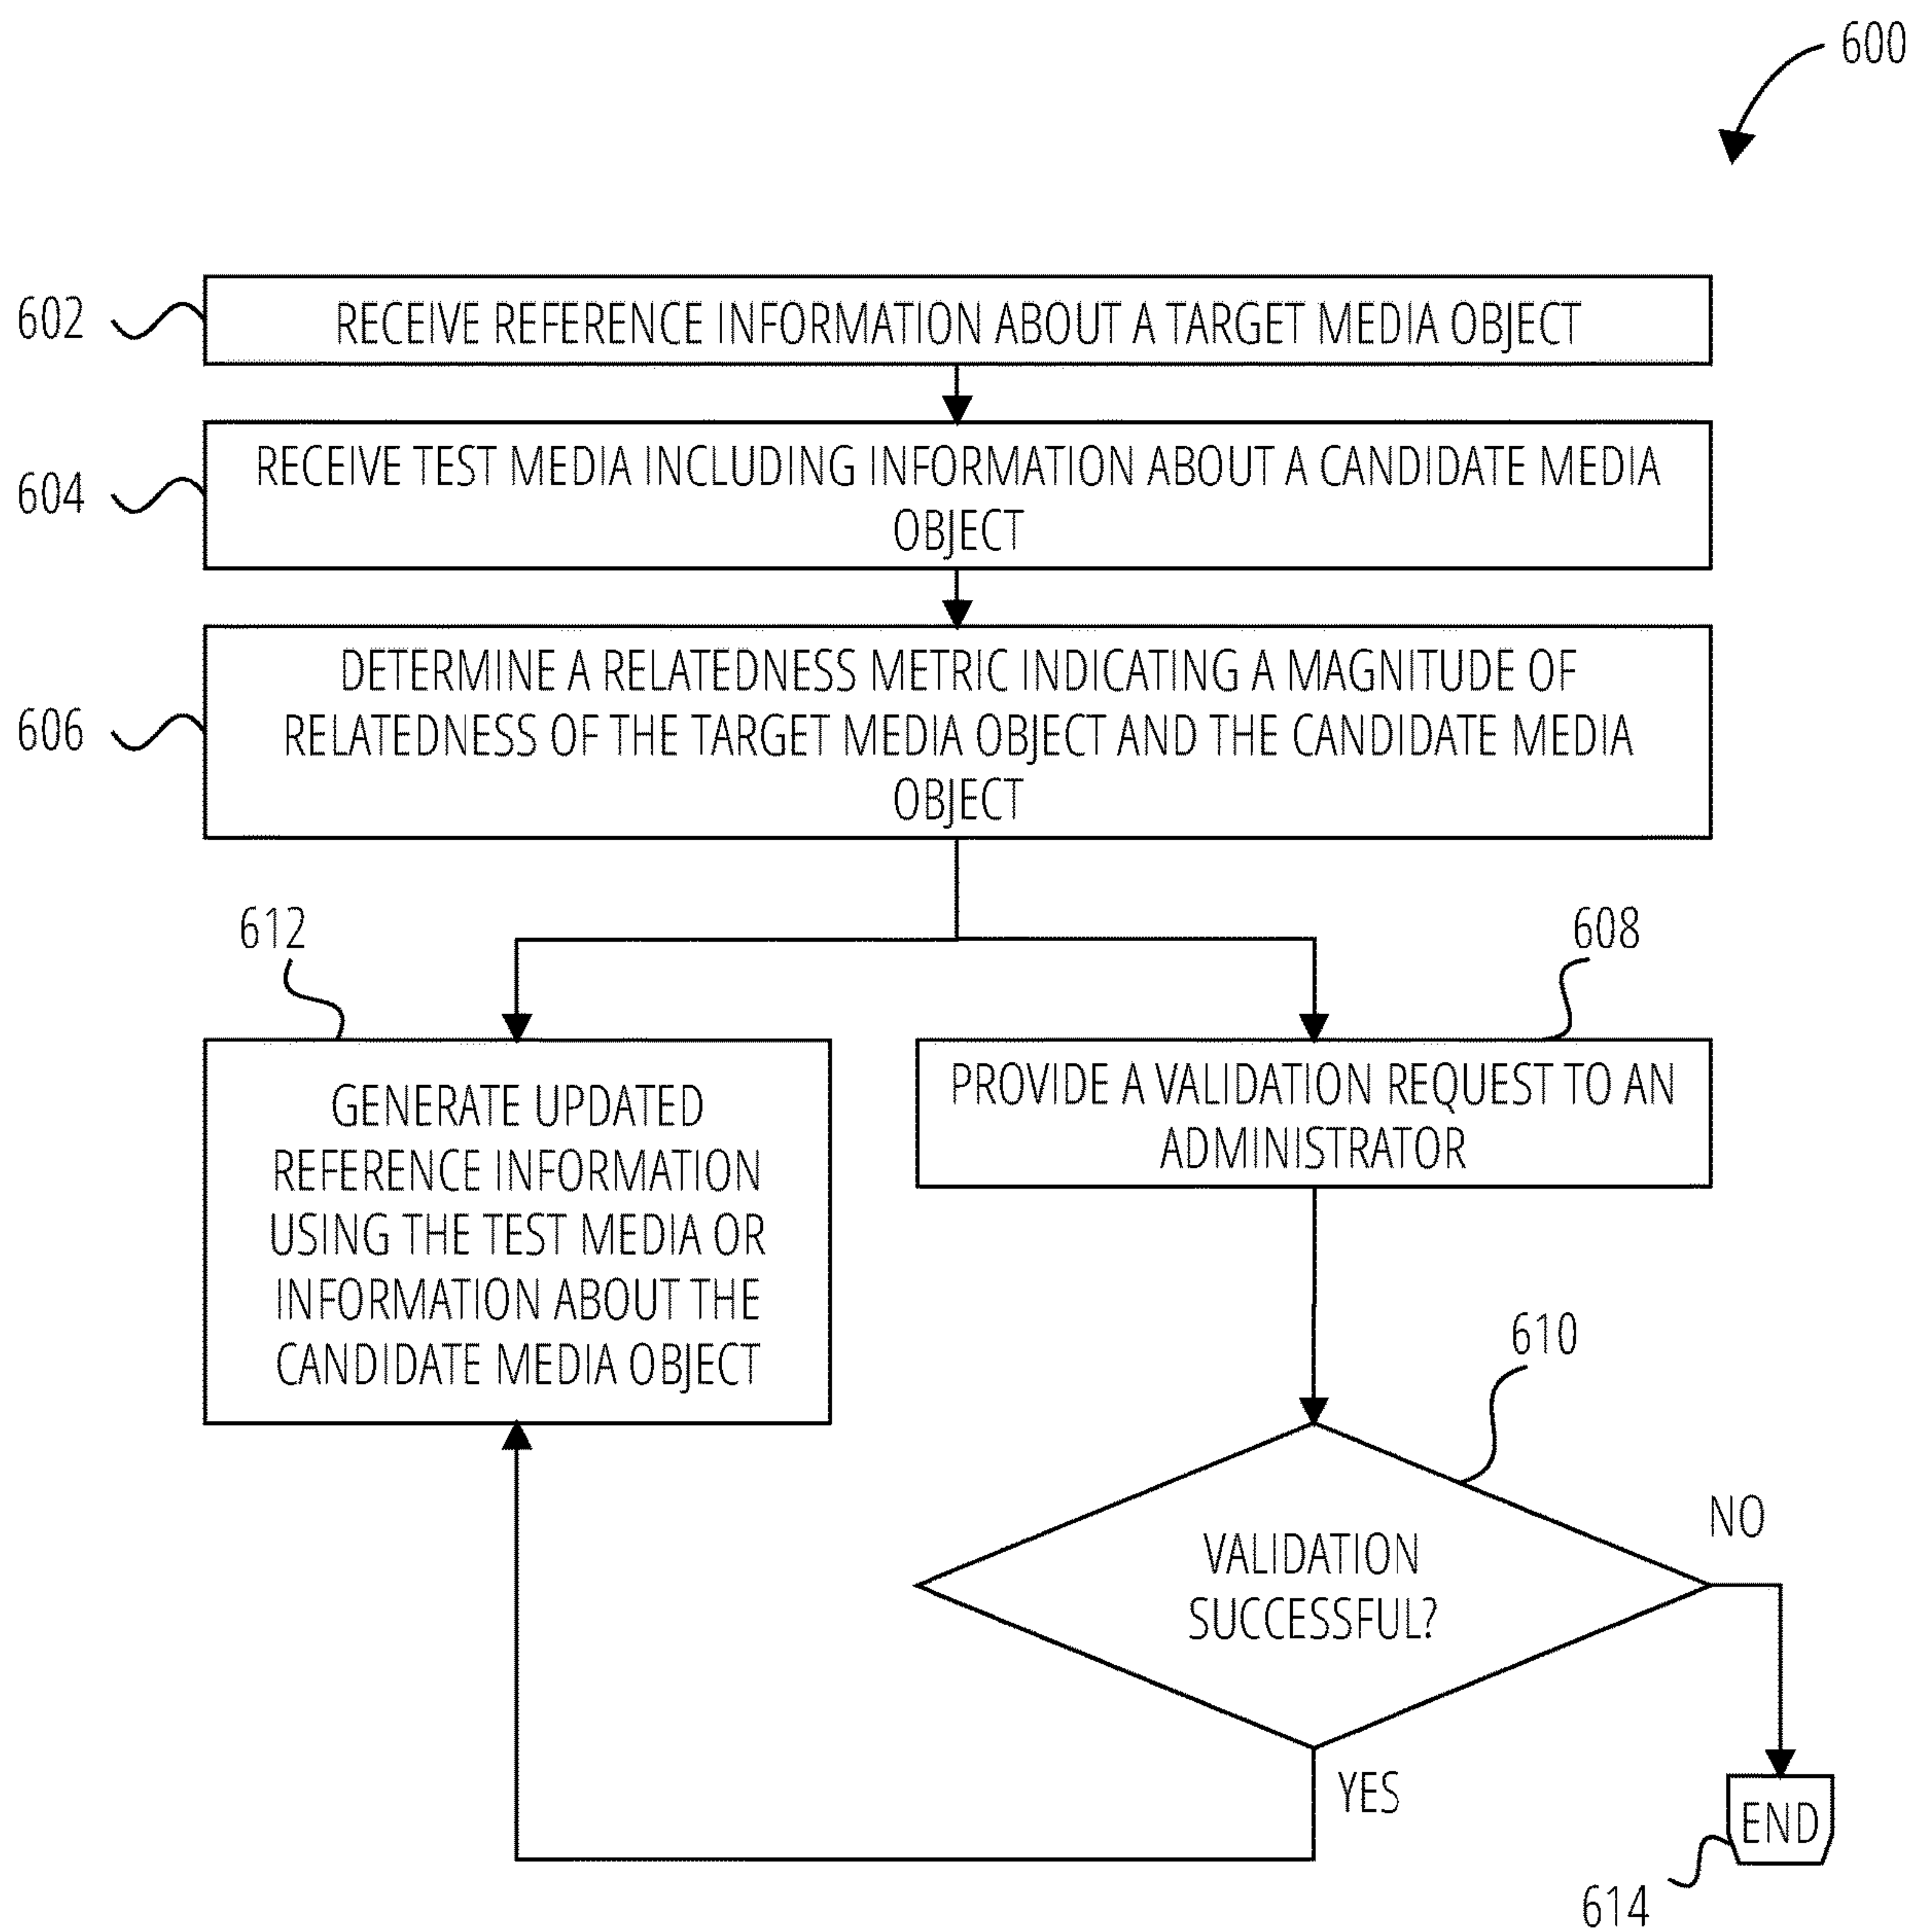 600
602
RECEIVE REFERENCE INFORMATION ABOUT A TARGET MEDIA OBJECT
604
RECEIVE TEST MEDIA INCLUDING INFORMATION ABOUT A CANDIDATE MEDIA
OBJECT
606
DETERMINE A RELATEDNESS METRIC INDICATING A MAGNITUDE OF
RELATEDNESS OF THE TARGET MEDIA OBJECT AND THE CANDIDATE MEDIA
OBJECT
612
GENERATE UPDATED
REFERENCE INFORMATION
USING THE TEST MEDIA OR
INFORMATION ABOUT THE
CANDIDATE MEDIA OBJECT
608
PROVIDE A VALIDATION REQUEST TO AN
ADMINISTRATOR
610
VALIDATION
SUCCESSFUL?
NO
YES
END
614